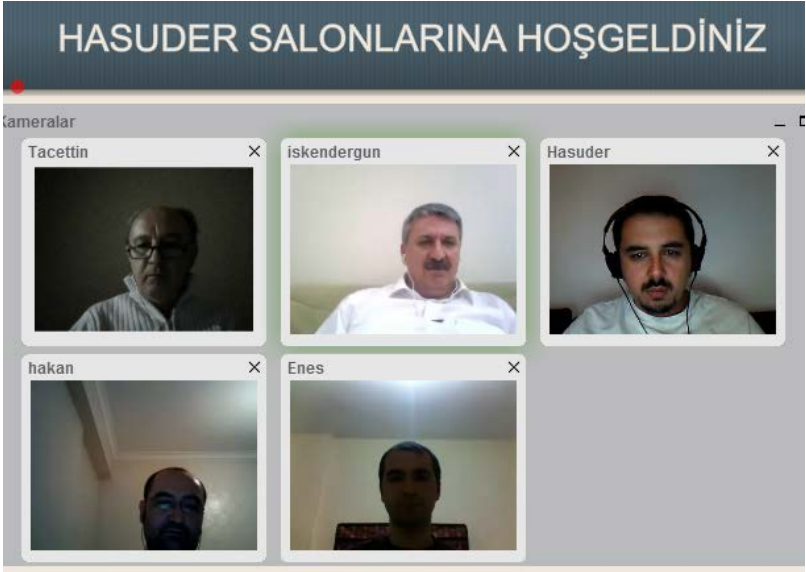 HASUDER SALONLARINA HOŞGELDİNİZ
Kameralar
Tacettin
iskendergun
Hasuder
hakan
Enes